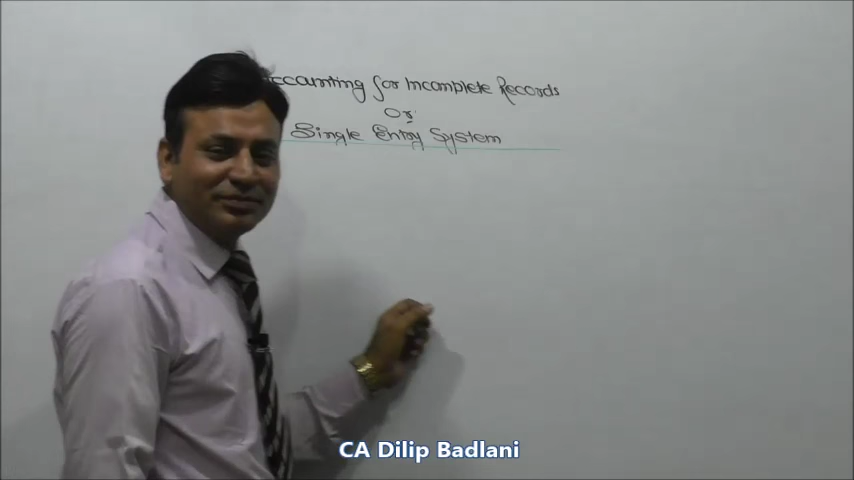 ccounting for Incomplete Records
Or
Single Entry System
CA Dilip Badlani